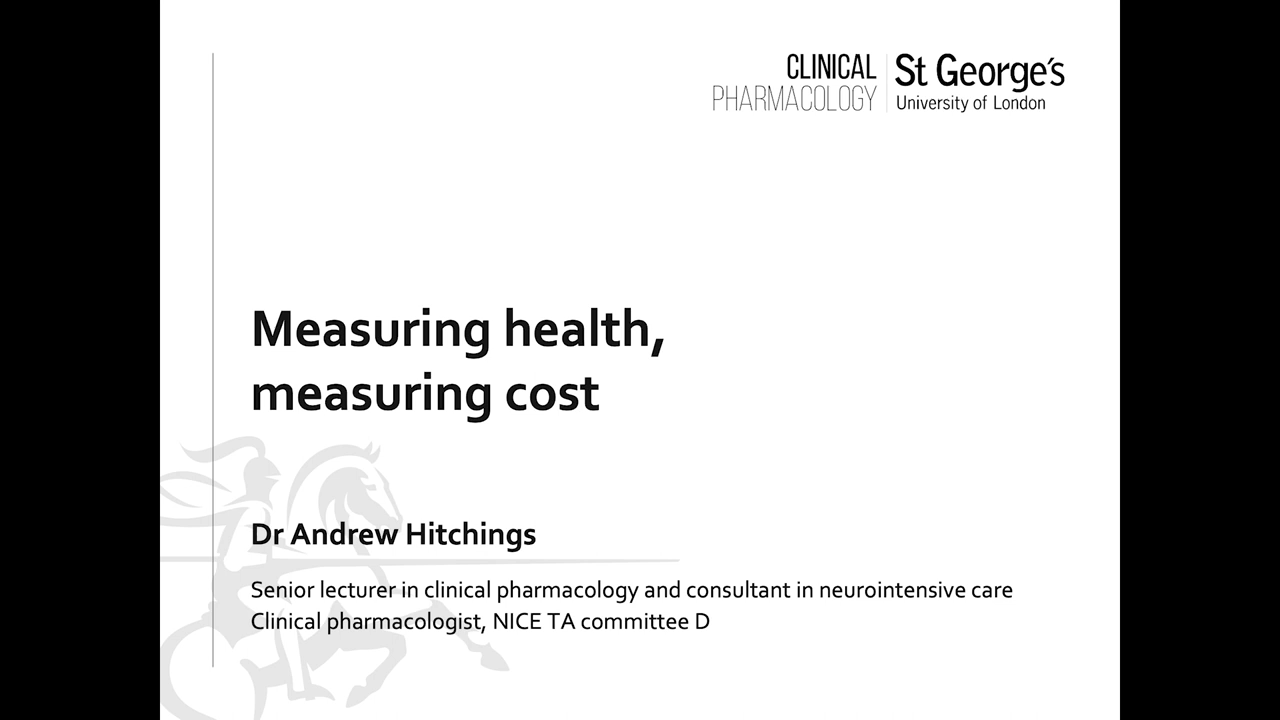 CLINICAL
PHARMACOLOGY
St George's
University of London
Measuring health,
measuring cost
Dr Andrew Hitchings
Senior lecturer in clinical pharmacology and consultant in neurointensive care
Clinical pharmacologist, NICE TA committee D